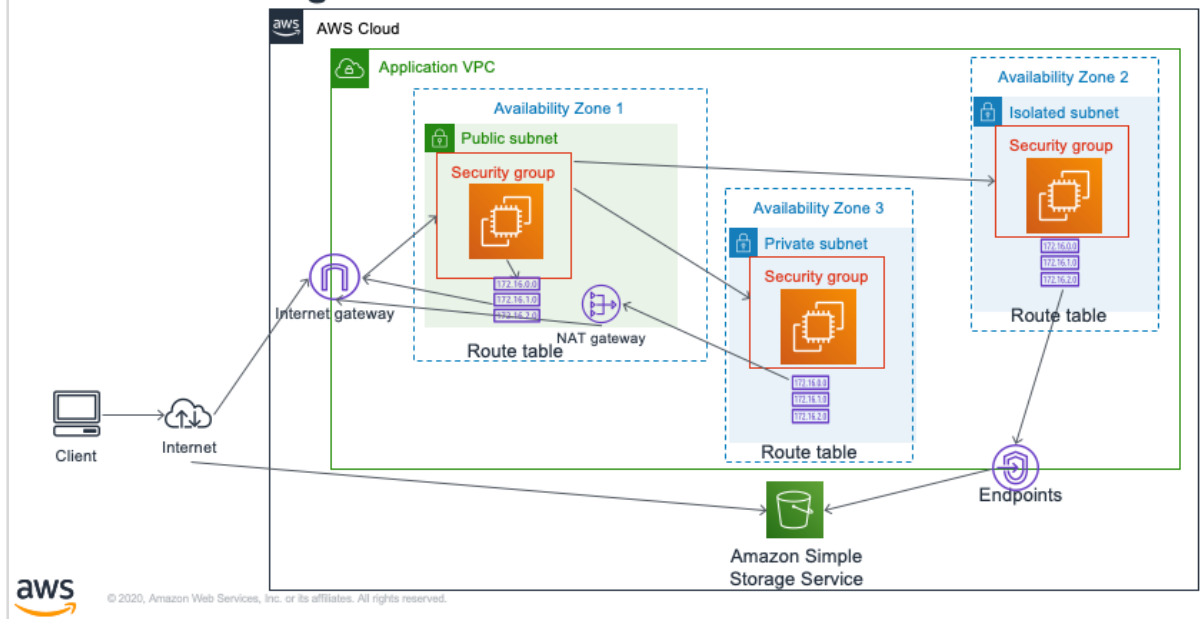 g
aws
AWS Cloud
Application VPC
Availability Zone 1
Public subnet
Security group
172.16.0.0
172.16.1.0
172.16.2.0
Route table
NAT gateway
Internet gateway
Availability Zone 2
Isolated subnet
Security group
172.16.0.0
172.16.1.0
172.16.2.0
Route table
Availability Zone 3
Private subnet
Security group
172.16.0.0
172.16.1.0
172.16.2.0
Route table
Client
Internet
Endpoints
Amazon Simple
Storage Service
aws
© 2020, Amazon Web Services, Inc. or its affiliates. All rights reserved.